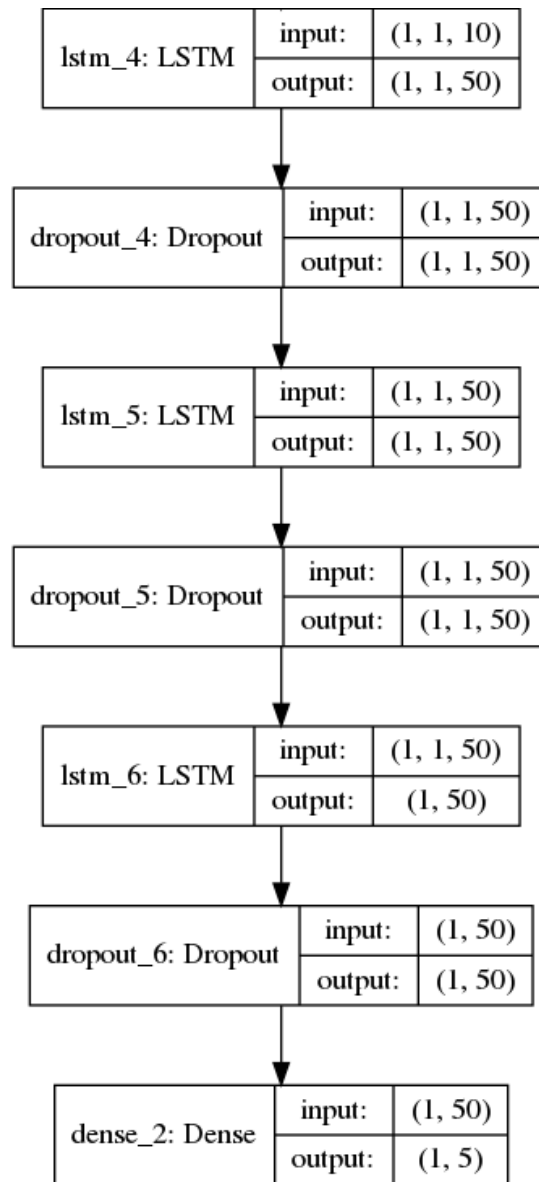 lstm_4: LSTM
input: (1, 1, 10)
output: (1, 1, 50)
dropout_4: Dropout
input: (1, 1, 50)
output: (1, 1, 50)
lstm_5: LSTM
input: (1, 1, 50)
output: (1, 1, 50)
dropout_5: Dropout
input: (1, 1, 50)
output: (1, 1, 50)
lstm_6: LSTM
input: (1, 1, 50)
output: (1, 50)
dropout_6: Dropout
input: (1, 50)
output: (1, 50)
dense_2: Dense
input: (1, 50)
output: (1, 5)